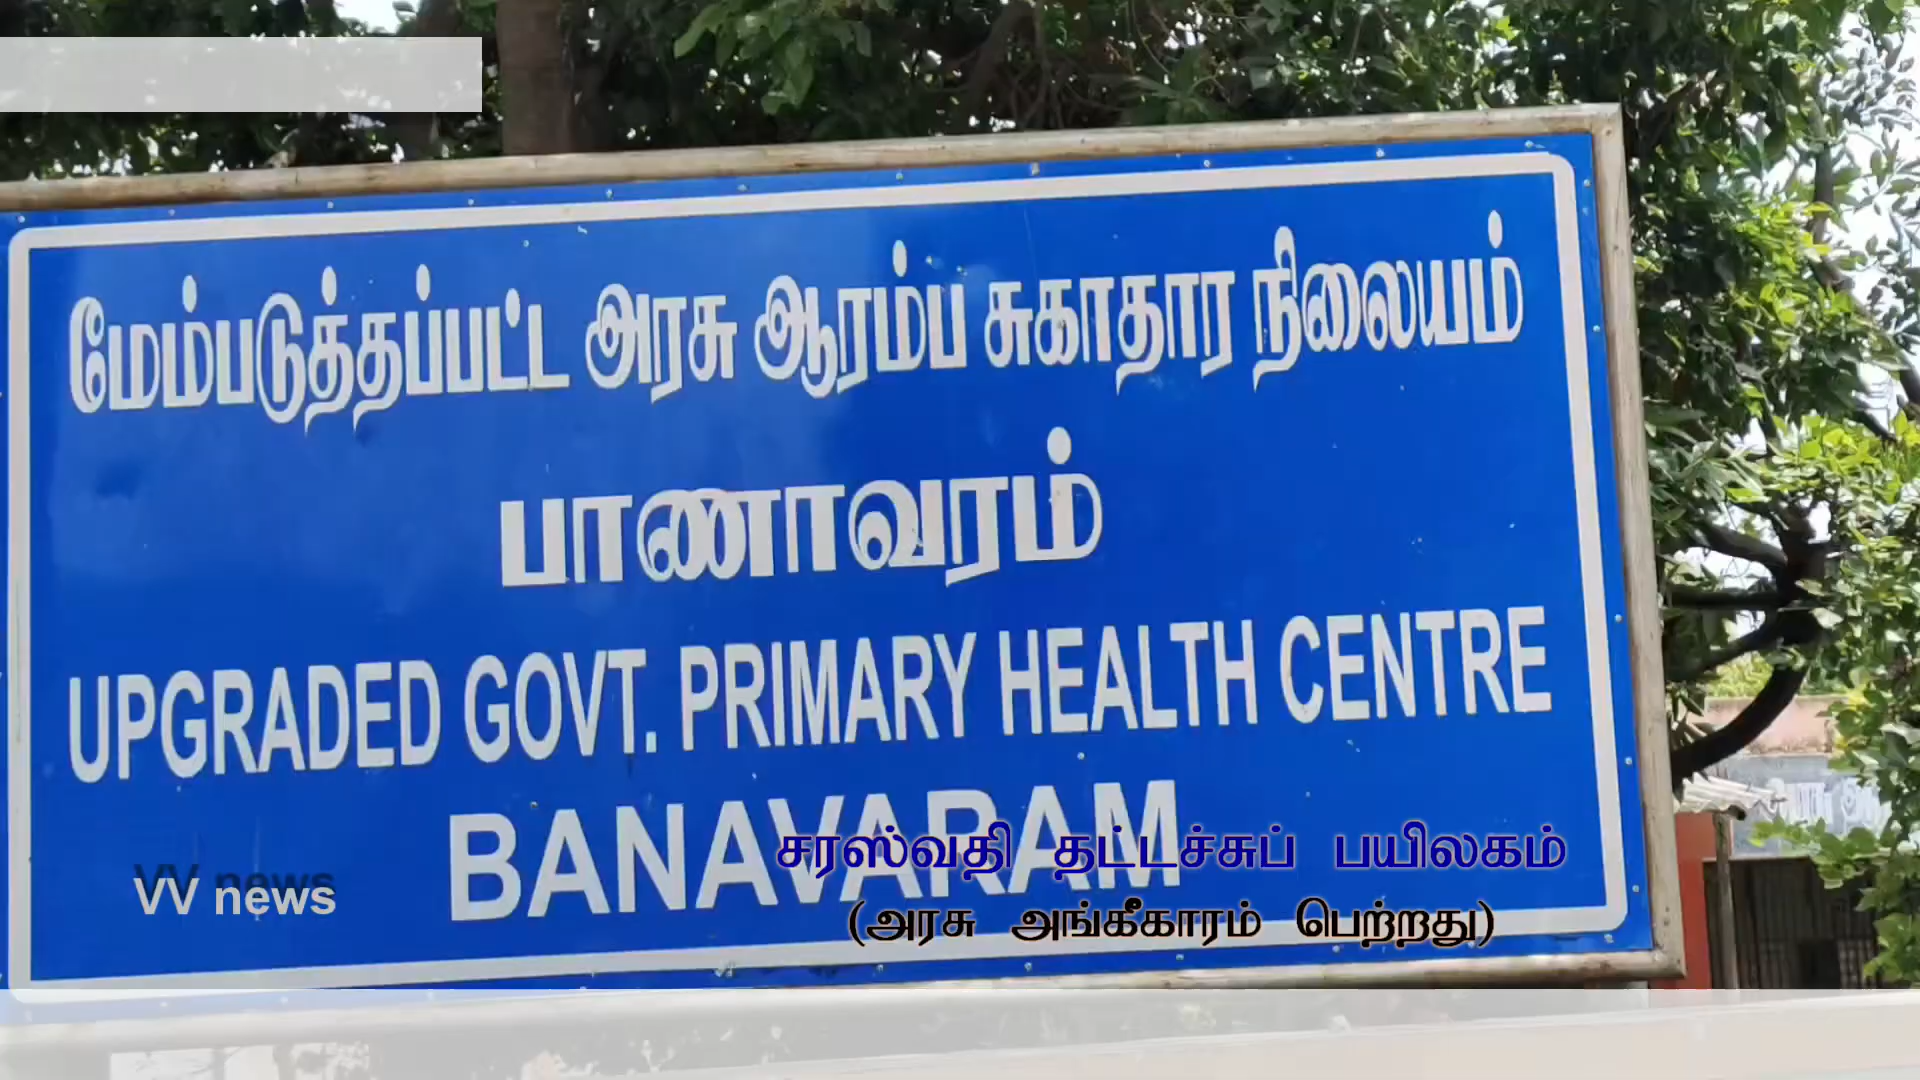 மேம்படுத்தப்பட்ட அரசு ஆரம்ப சுகாதார நிலையம்
பாணாவரம்
UPGRADED GOVT. PRIMARY HEALTH CENTRE
BANAVARAM
சரஸ்வதி தட்டச்சுப் பயிலகம்
VV news
(அரசு அங்கீகாரம் பெற்றது)